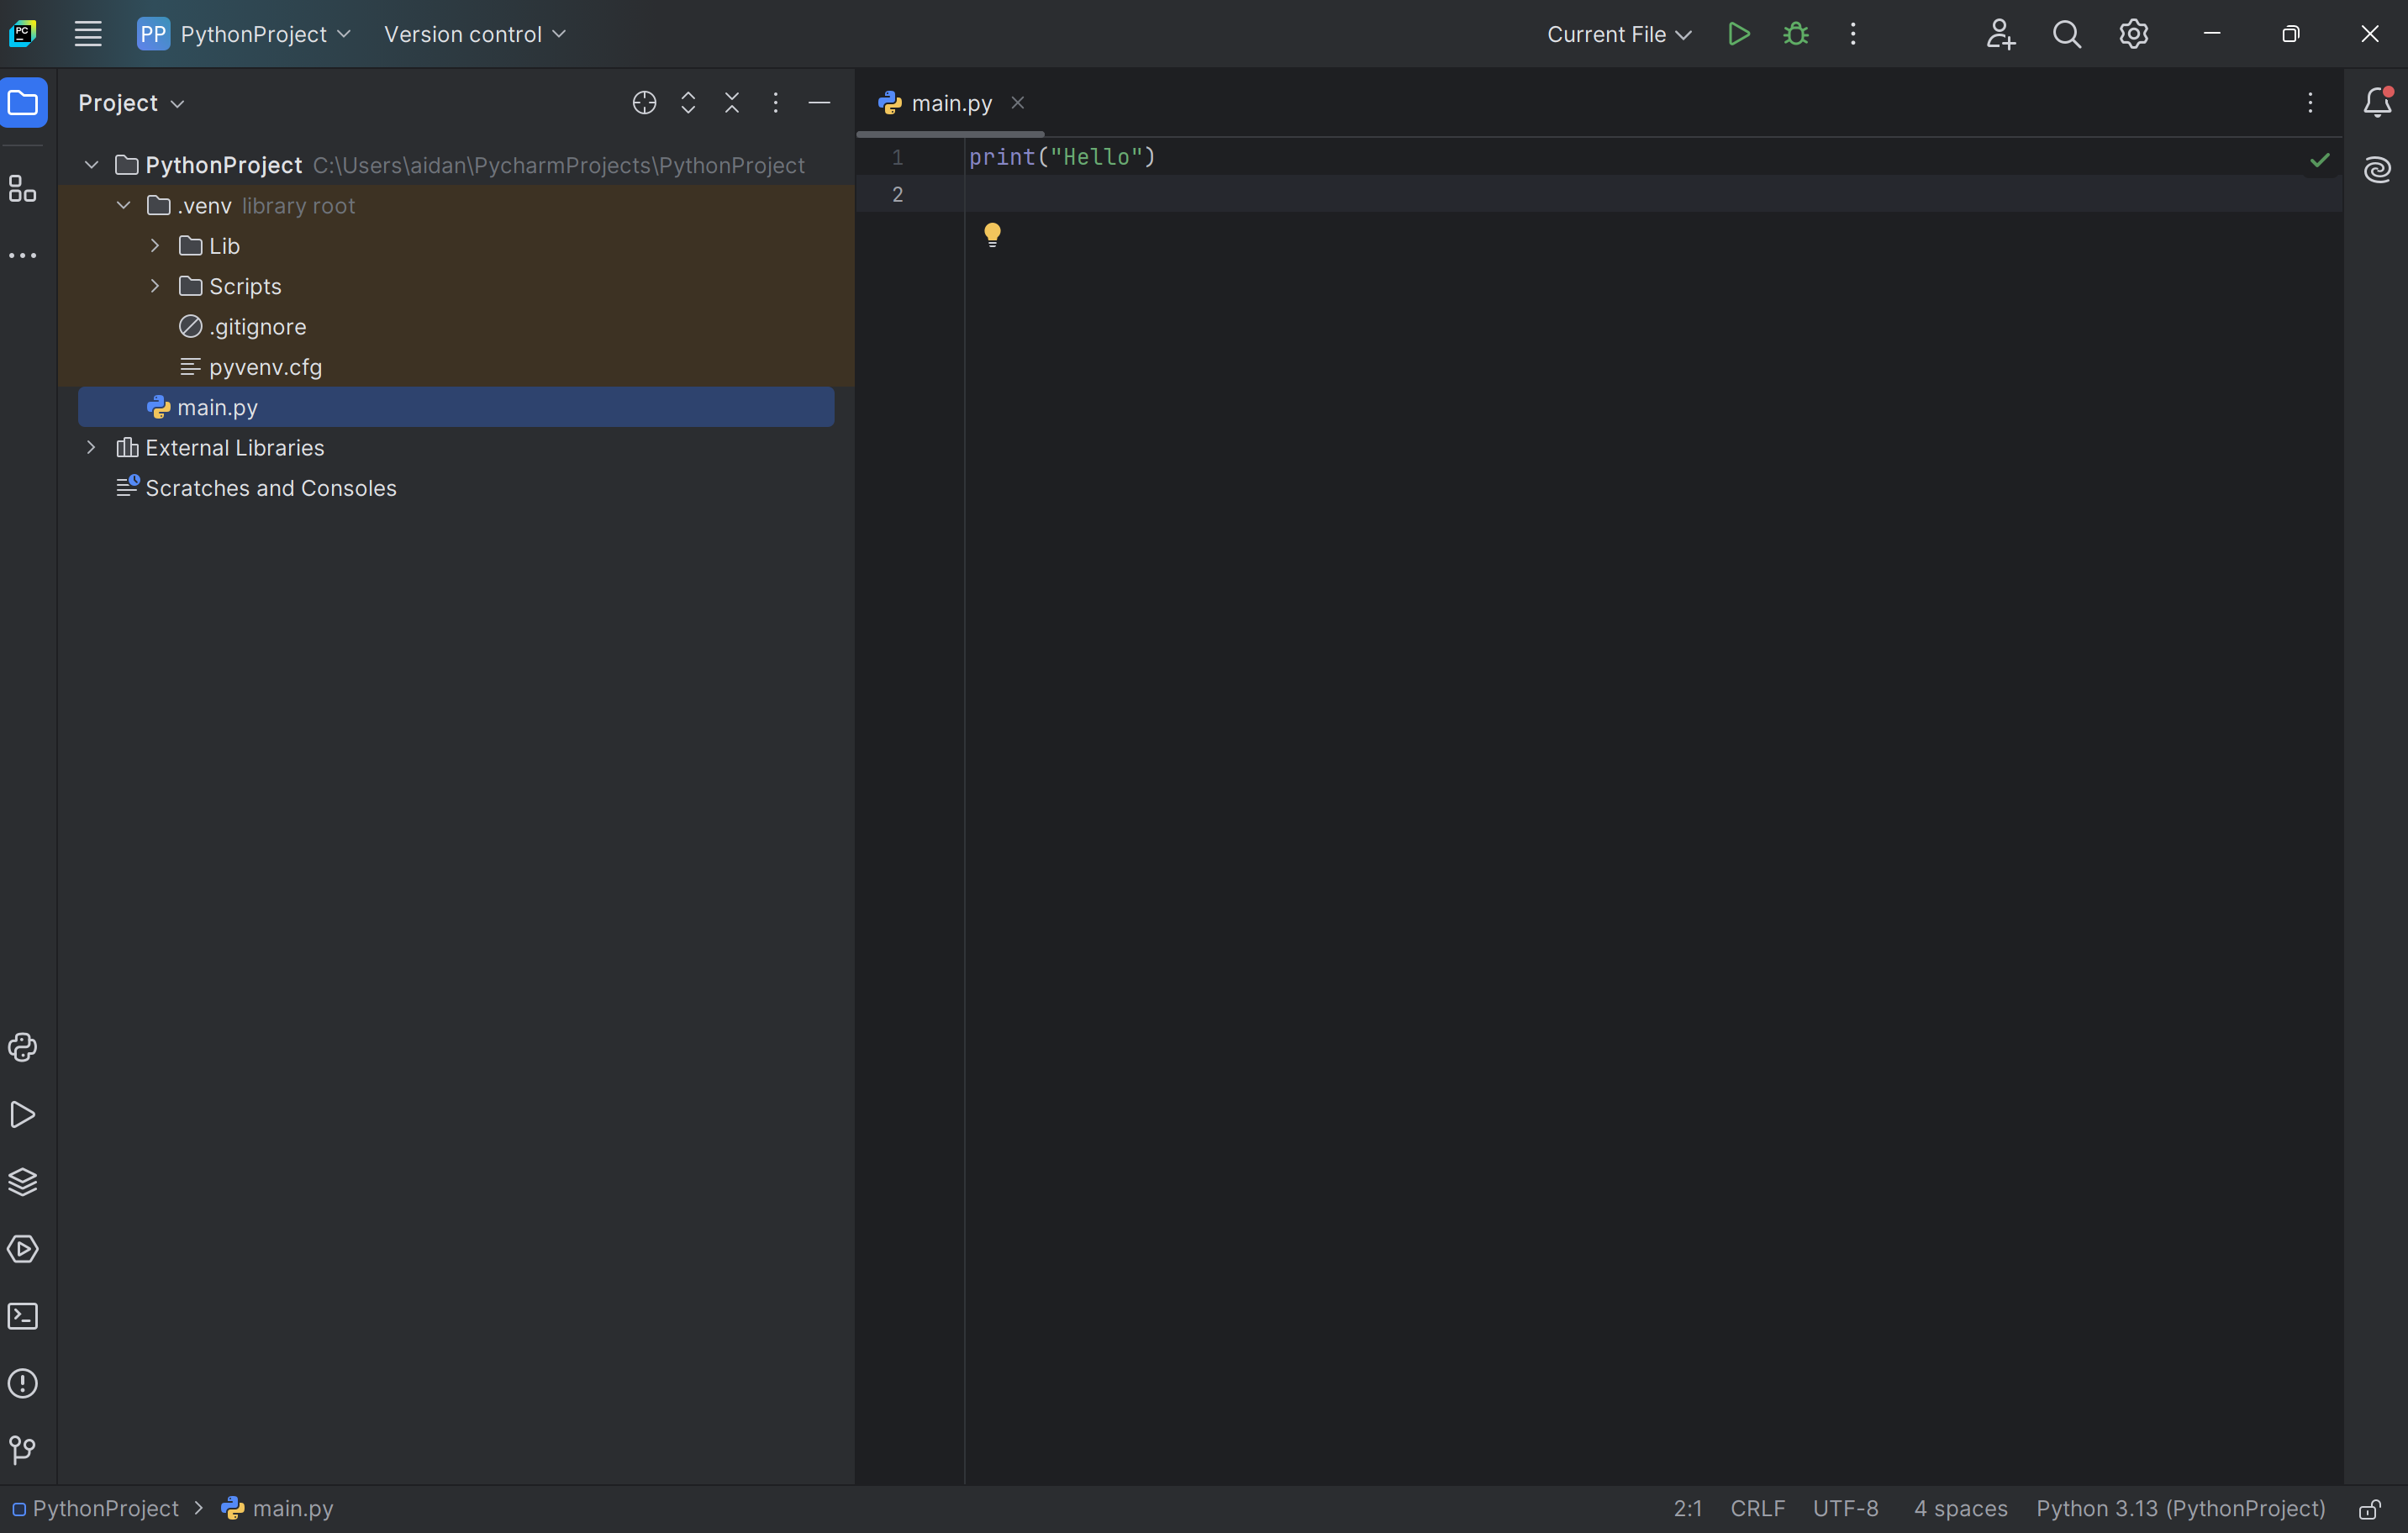 PC
PP PythonProject Version control Current File
Project
main.py
PythonProject C:\Users\aidan\PycharmProjects\PythonProject
.venv library root
Lib
Scripts
.gitignore
pyvenv.cfg
main.py
External Libraries
Scratches and Consoles
1 print("Hello")
2
PythonProject main.py 2:1 CRLF UTF-8 4 spaces Python 3.13 (PythonProject)